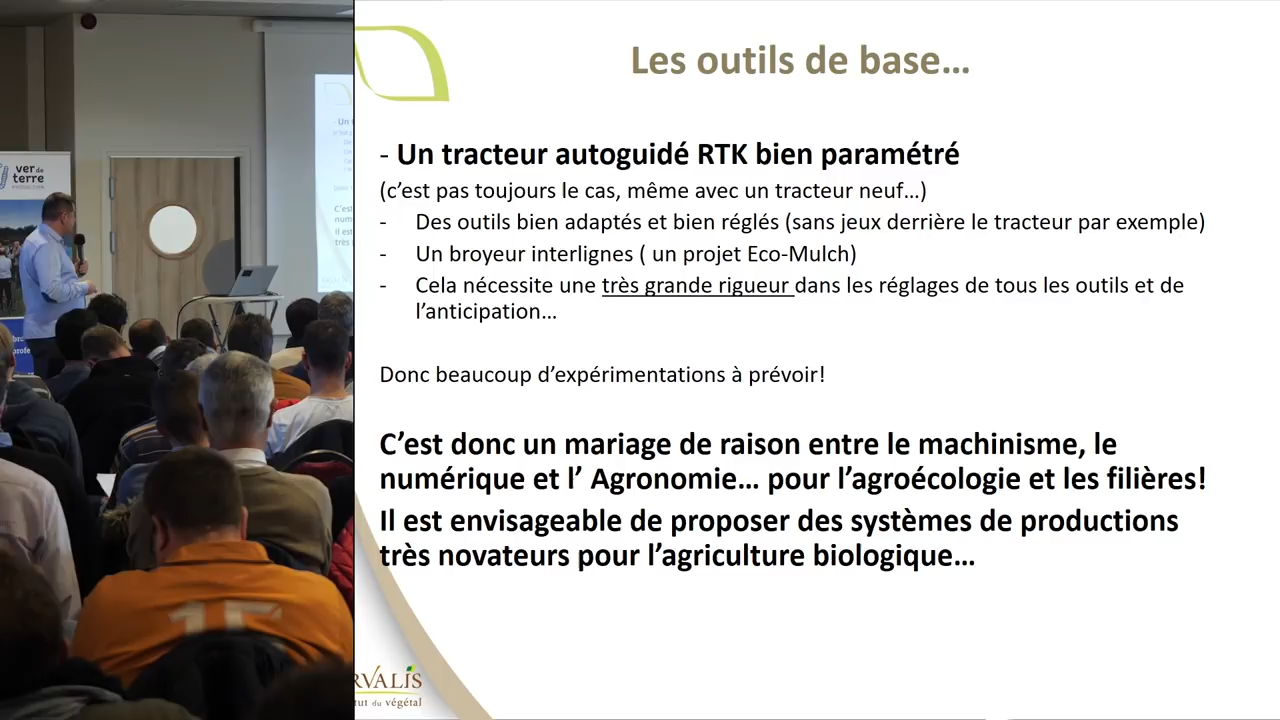 Les outils de base…
- Un tracteur autoguidé RTK bien paramétré
(c’est pas toujours le cas, même avec un tracteur neuf…)
- Des outils bien adaptés et bien réglés (sans jeux derrière le tracteur par exemple)
- Un broyeur interlignes ( un projet Eco-Mulch)
- Cela nécessite une très grande rigueur dans les réglages de tous les outils et de
l’anticipation…
Donc beaucoup d’expérimentations à prévoir!
C’est donc un mariage de raison entre le machinisme, le
numérique et l’ Agronomie… pour l’agroécologie et les filières!
Il est envisageable de proposer des systèmes de productions
très novateurs pour l’agriculture biologique…
RVALIS
tut du végétal
ver de
terre
PRODUCTION
15